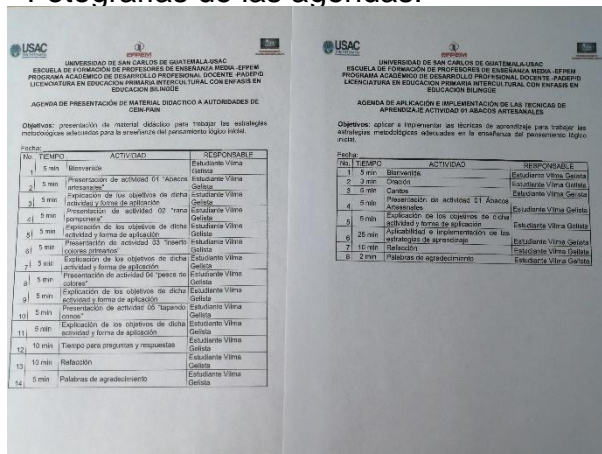 Fotografías de las agendas.
USAC
EFPEM
UNIVERSIDAD DE SAN CARLOS DE GUATEMALA-USAC
ESCUELA DE FORMACIÓN DE PROFESORES DE ENSEÑANZA MEDIA -EFPEM
PROGRAMA ACADÉMICO DE DESARROLLO PROFESIONAL DOCENTE -PADEP/D
LICENCIATURA EN EDUCACION PRIMARIA INTERCULTURAL CON ENFASIS EN
EDUCACION BILINGÜE
AGENDA DE PRESENTACIÓN DE MATERIAL DIDACTICO A AUTORIDADES DE
CEIN-PAIN
Objetivos: presentación de material didáctico para trabajar las estrategias
metodológicas adecuadas para la enseñanza del pensamiento lógico
inicial.
Fecha:
No. TIEMPO ACTIVIDAD RESPONSABLE
1 5 min Bienvenida Estudiante Vilma
Gelista
2 5 min Presentación de actividad 01 "Abacos Estudiante Vilma
artesanales" Gelista
3 5 min Explicación de los objetivos de dicha Estudiante Vilma
actividad y forma de aplicación Gelista
4 5 min Presentación de actividad 02 "rana Estudiante Vilma
pomponera" Gelista
5 5 min Explicación de los objetivos de dicha Estudiante Vilma
actividad y forma de aplicación Gelista
6 5 min Presentación de actividad 03 "inserto Estudiante Vilma
colores primarios" Gelista
7 5 min Explicación de los objetivos de dicha Estudiante Vilma
actividad y forma de aplicación Gelista
8 5 min Presentación de actividad 04 "pesca de Estudiante Vilma
colores" Gelista
9 5 min Explicación de los objetivos de dicha Estudiante Vilma
actividad y forma de aplicación Gelista
10 5 min Presentación de actividad 05 "tapando Estudiante Vilma
Gelista
11 5 min Explicación de los objetivos de dicha Estudiante Vilma
actividad y forma de aplicación Gelista
12 10 min Tiempo para preguntas y respuestas Estudiante Vilma
Gelista
13 10 min Refacción Estudiante Vilma
Gelista
14 5 min Palabras de agradecimiento Estudiante Vilma
Gelista
USAC
EFPEM
UNIVERSIDAD DE SAN CARLOS DE GUATEMALA-USAC
ESCUELA DE FORMACIÓN DE PROFESORES DE ENSEÑANZA MEDIA -EFPEM
PROGRAMA ACADÉMICO DE DESARROLLO PROFESIONAL DOCENTE -PADEP/D
LICENCIATURA EN EDUCACION PRIMARIA INTERCULTURAL CON ENFASIS EN
EDUCACION BILINGÜE
AGENDA DE APLICACIÓN E IMPLEMENTACIÓN DE LAS TECNICAS DE
APRENDIZAJE ACTIVIDAD 01 ABACOS ARTESANALES
Objetivos: aplicar e implementar las técnicas de aprendizaje para trabajar las
estrategias metodológicas adecuadas en la enseñanza del pensamiento lógico
inicial.
Fecha:
No. TIEMPO ACTIVIDAD RESPONSABLE
1 5 min Bienvenida Estudiante Vilma Gelista
2 3 min Oración Estudiante Vilma Gelista
3 5 min Cantos Estudiante Vilma Gelista
4 5 min Presentación de actividad 01 Ábacos
Artesanales Estudiante Vilma Gelista
5 5 min Explicación de los objetivos de dicha
actividad y forma de aplicación Estudiante Vilma Gelista
6 25 min Aplicabilidad e implementación de las
estrategias de aprendizaje Estudiante Vilma Gelista
7 10 min Refacción Estudiante Vilma Gelista
8 2 min Palabras de agradecimiento Estudiante Vilma Gelista